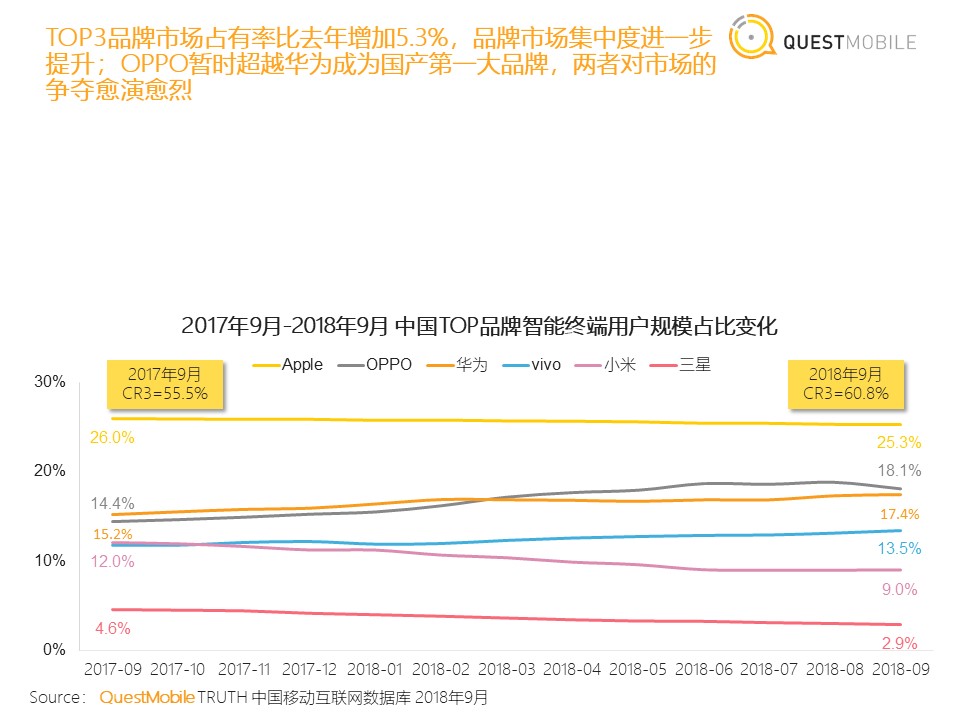 TOP3品牌市场占有率比去年增加5.3%，品牌市场集中度进一步
提升；OPPO暂时超越华为成为国产第一大品牌，两者对市场的
争夺愈演愈烈
QUESTMOBILE
2017年9月-2018年9月 中国TOP品牌智能终端用户规模占比变化
Apple OPPO 华为 vivo 小米 三星
2017年9月
CR3=55.5%
2018年9月
CR3=60.8%
30%
20%
10%
0%
26.0%
14.4%
15.2%
12.0%
4.6%
25.3%
18.1%
17.4%
13.5%
9.0%
2.9%
2017-09 2017-10 2017-11 2017-12 2018-01 2018-02 2018-03 2018-04 2018-05 2018-06 2018-07 2018-08 2018-09
Source： QuestMobile TRUTH 中国移动互联网数据库 2018年9月